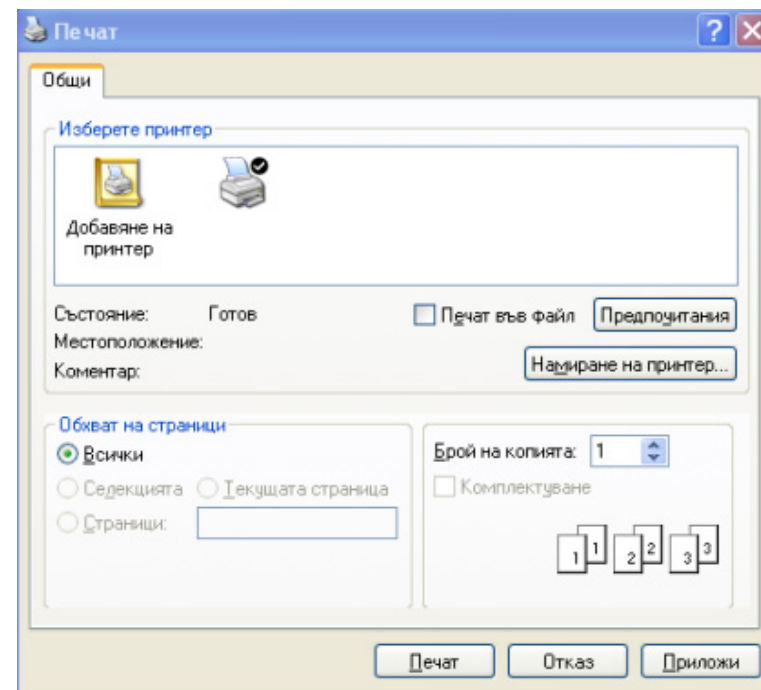 Печат
Общи
Изберете принтер
Добавяне на
принтер
Състояние: Готов
Печат във файл
Предпочитания
Местоположение:
Коментар:
Намиране на принтер...
Обхват на страници
Всички
Селекцията Текущата страница
Страници:
Брой на копията: 1
Комплектуване
1 1 2 2 3 3
Печат Отказ Приложи